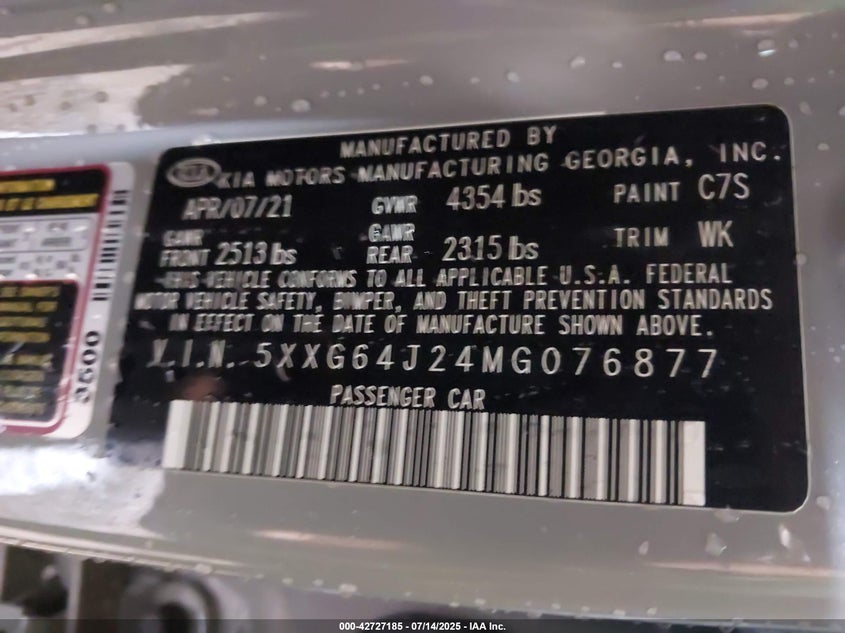 MANUFACTURED BY
KIA KIA MOTORS MANUFACTURING GEORGIA, INC.
APR/07/21 GVWR 4354 lbs PAINT C7S
GAWR FRONT 2513 lbs GAWR REAR 2315 lbs TRIM WK
THIS VEHICLE CONFORMS TO ALL APPLICABLE U.S.A. FEDERAL
MOTOR VEHICLE SAFETY, BUMPER, AND THEFT PREVENTION STANDARDS
IN EFFECT ON THE DATE OF MANUFACTURE SHOWN ABOVE.
V.I.N. 5XXG64J24MG076877
PASSENGER CAR
3500
000-42727185 - 07/14/2025 - IAA Inc.